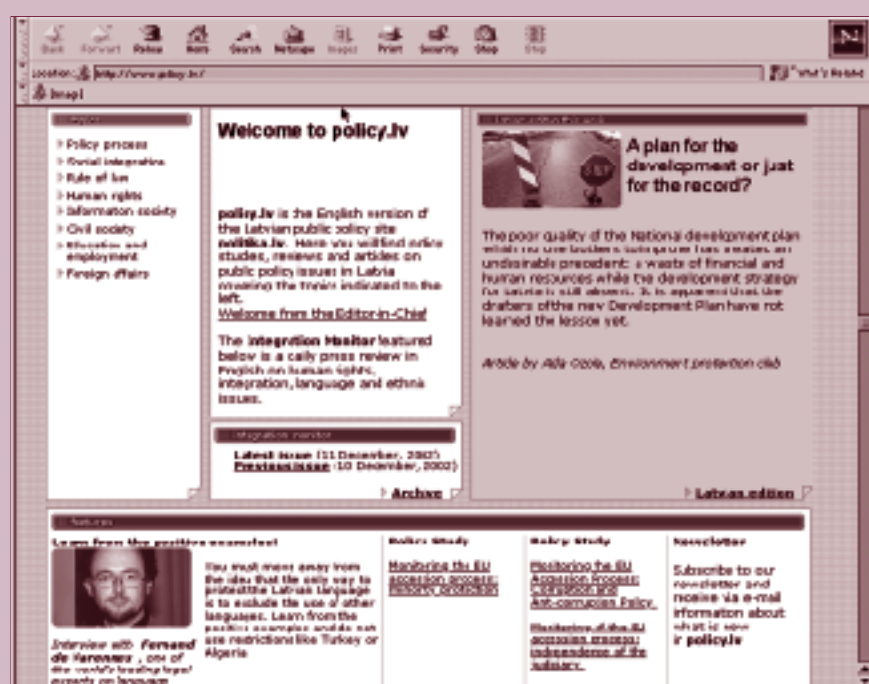 Back Forward Reload Home Search Netscape Images Print Security Shop Stop
Location: http://www.policy.lv/
What's Related
Policy process
Social integration
Rule of law
Human rights
Informaton society
Civil society
Education and
employment
Foreign affairs
Welcome to policy.lv
policy.lv is the English version of
the Latvian public policy site
politika.lv. Here you will find online
studies, reviews and articles on
public policy issues in Latvia
covering the topics indicated to the
left.
Welcome from the Editor-in-Chief
The Integration Monitor featured
below is a daily press review in
English on human rights,
integration, language and ethnic
issues.
Integration monitor
Latest issue (11 December, 2002)
Previous issue (10 December, 2002)
Archive
A plan for the
development or just
for the record?
The poor quality of the National development plan
undesirable precedent: a waste of financial and
human resources while the development strategy
for Latvia is still absent. It is apparent that the
drafters of the new Development Plan have not
learned the lesson yet.
Article by Ada Ozola, Environment protection club
Latvian edition
Features
Learn from the positive examples!
You must move away from
the idea that the only way to
protect the Latvian language
is to exclude the use of other
languages. Learn from the
positive examples and do not
use restrictions like Turkey or
Algeria
Interview with Fernand
de Varennes, one of
the world's leading legal
experts on language
Policy Study
Monitoring the EU
accession process:
minority protection
Policy Study
Monitoring the EU
Accession Process:
Corruption and
Anti-corruption Policy
Monitoring of the EU
accession process:
independence of the
judiciary
Newsletter
Subscribe to our
newsletter and
receive via e-mail
information about
what is new
in policy.lv